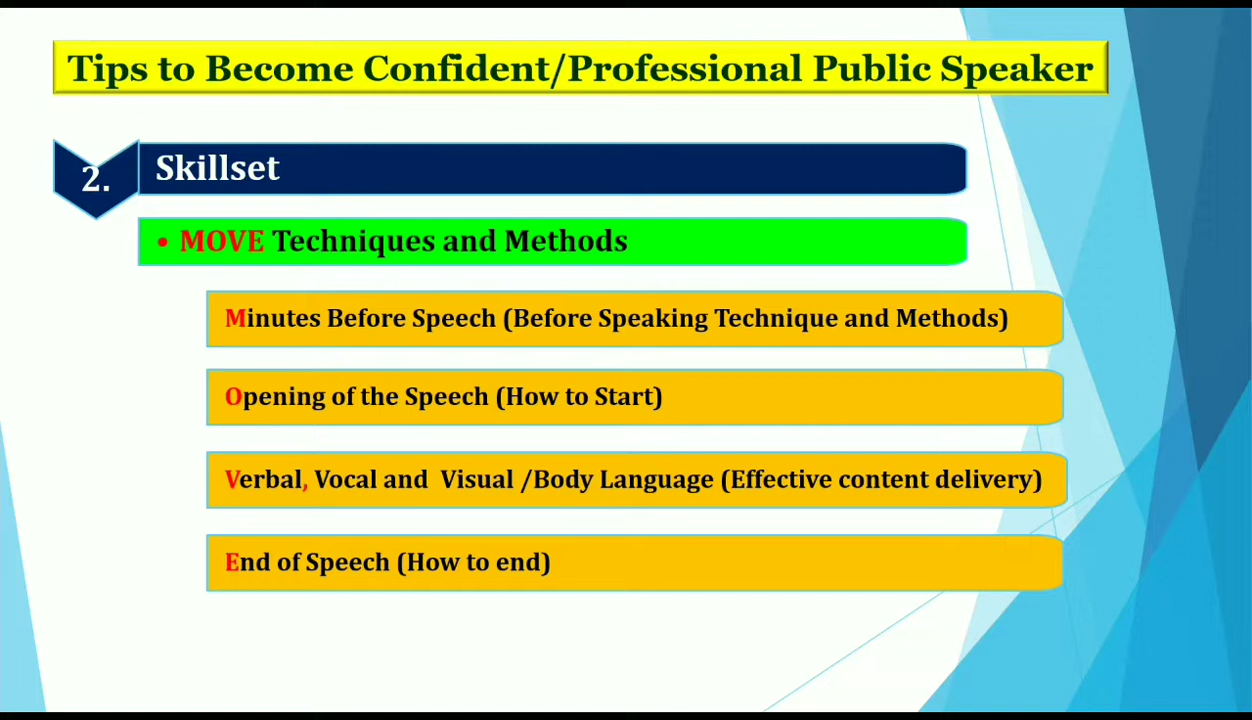 Tips to Become Confident/Professional Public Speaker
2. Skillset
• MOVE Techniques and Methods
Minutes Before Speech (Before Speaking Technique and Methods)
Opening of the Speech (How to Start)
Verbal, Vocal and  Visual /Body Language (Effective content delivery)
End of Speech (How to end)